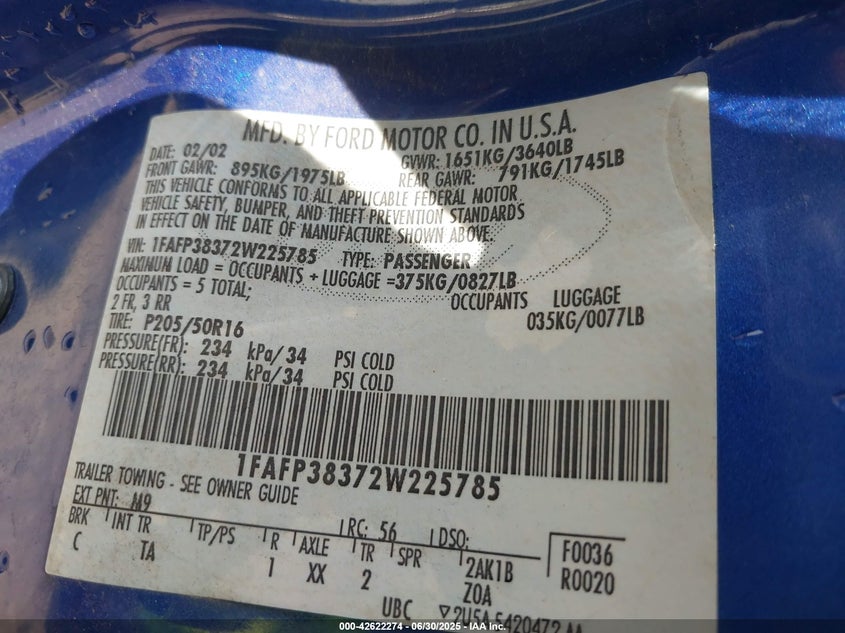 MFD. BY FORD MOTOR CO. IN U.S.A.
DATE: 02/02 GVWR: 1651KG/3640LB
FRONT GAWR: 895KG/1975LB REAR GAWR: 791KG/1745LB
THIS VEHICLE CONFORMS TO ALL APPLICABLE FEDERAL MOTOR
VEHICLE SAFETY, BUMPER, AND THEFT PREVENTION STANDARDS
IN EFFECT ON THE DATE OF MANUFACTURE SHOWN ABOVE.
VIN: 1FAFP38372W225785 TYPE: PASSENGER
MAXIMUM LOAD = OCCUPANTS + LUGGAGE =375KG/0827LB
OCCUPANTS = 5 TOTAL; OCCUPANTS LUGGAGE
2 FR, 3 RR 035KG/0077LB
TIRE: P205/50R16
PRESSURE(FR): 234 kPa/34 PSI COLD
PRESSURE(RR): 234 kPa/34 PSI COLD
1FAFP38372W225785
TRAILER TOWING - SEE OWNER GUIDE
EXT PNT: M9 RC: 56 DSO:
BRK INT TR TP/PS R AXLE TR SPR F0036
C TA 1 XX 2 2AK1B R0020
Z0A
UBC
000-42622274 - 06/30/2025 - IAA Inc.